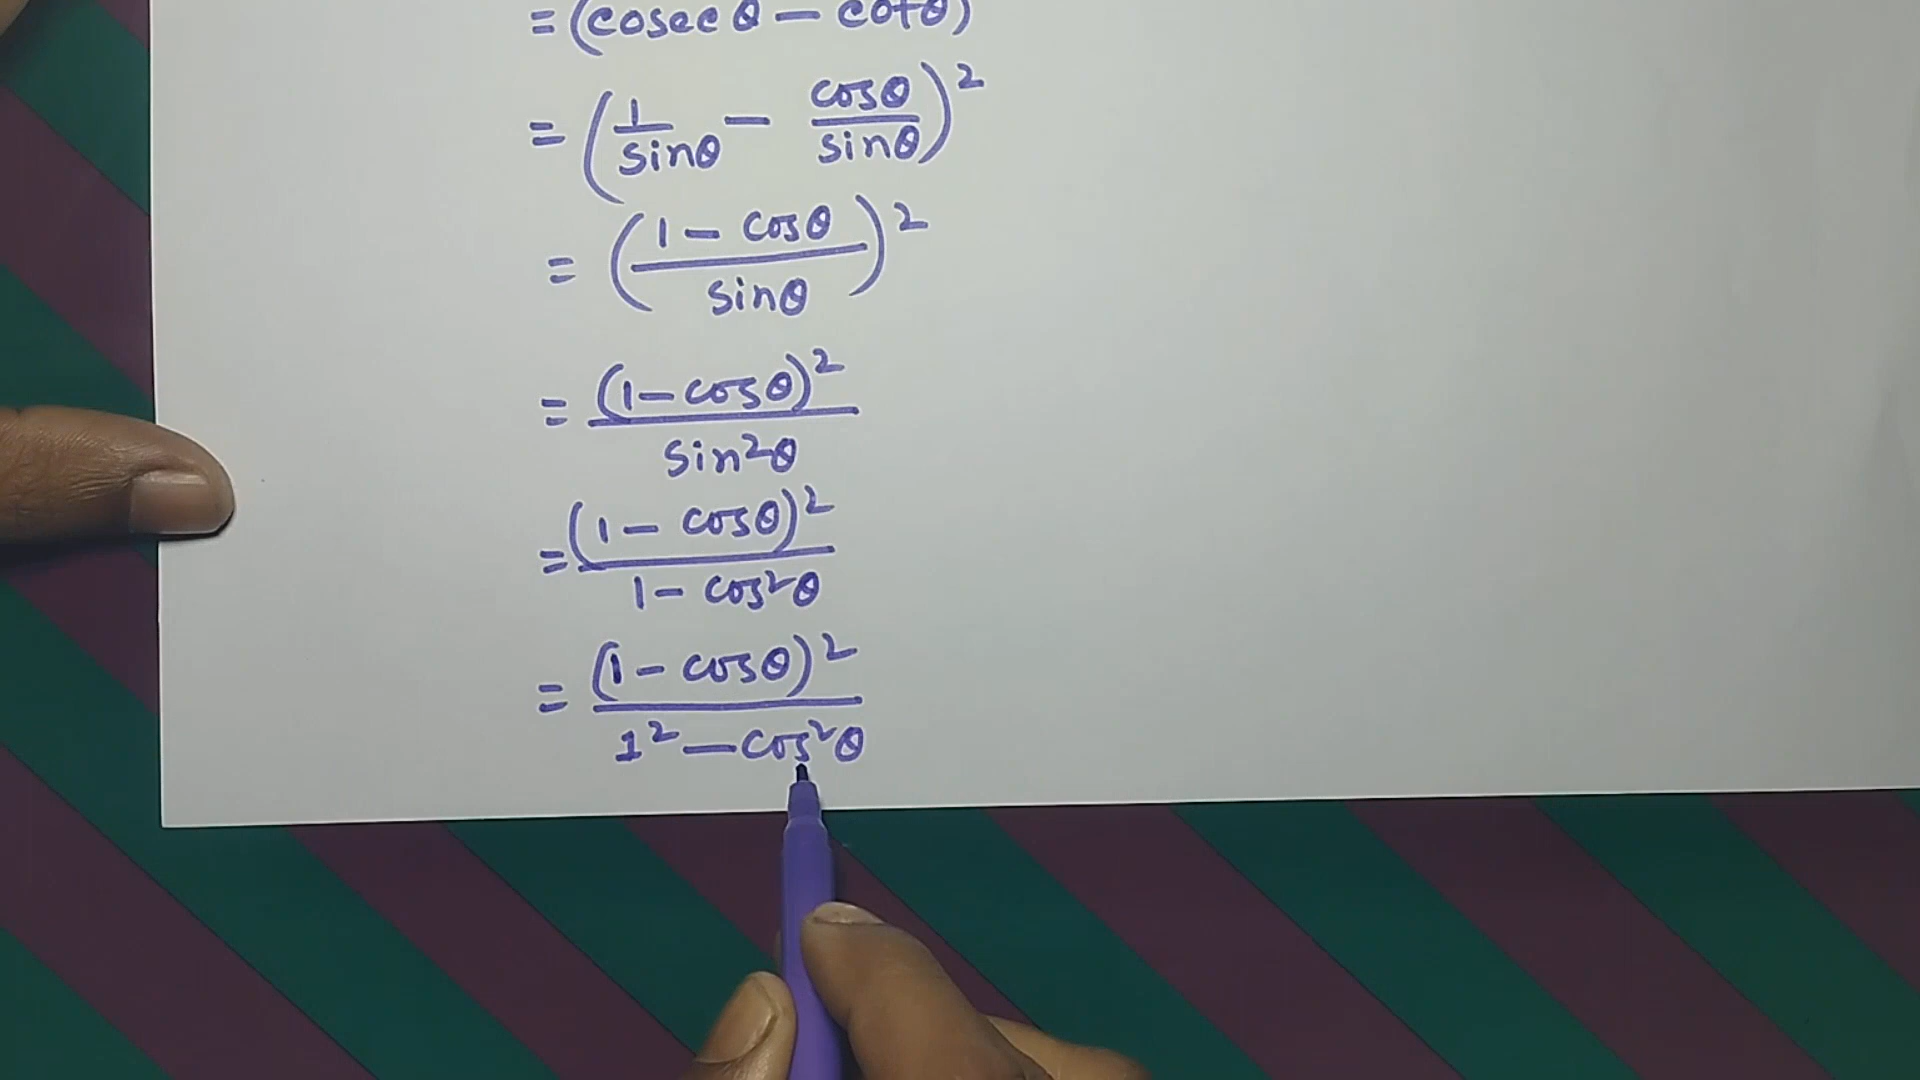 = (cosec θ - cotθ)
= (1/sinθ - cosθ/sinθ)²
= (1 - cosθ/sinθ)²
= (1-cosθ)²/sin²θ
= (1 - cosθ)²/1 - cos²θ
= (1 - cosθ)²/1² - cos²θ